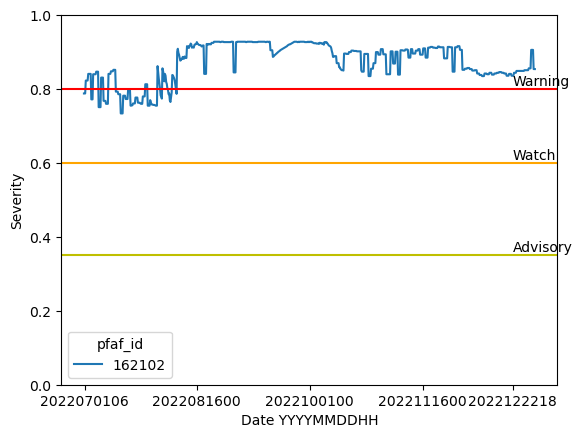 1.0
0.8
0.6
0.4
0.2
0.0
Severity
Warning
Watch
Advisory
pfaf_id
162102
2022070106
2022081600
2022100100
2022111600
2022122218
Date YYYYMMDDHH